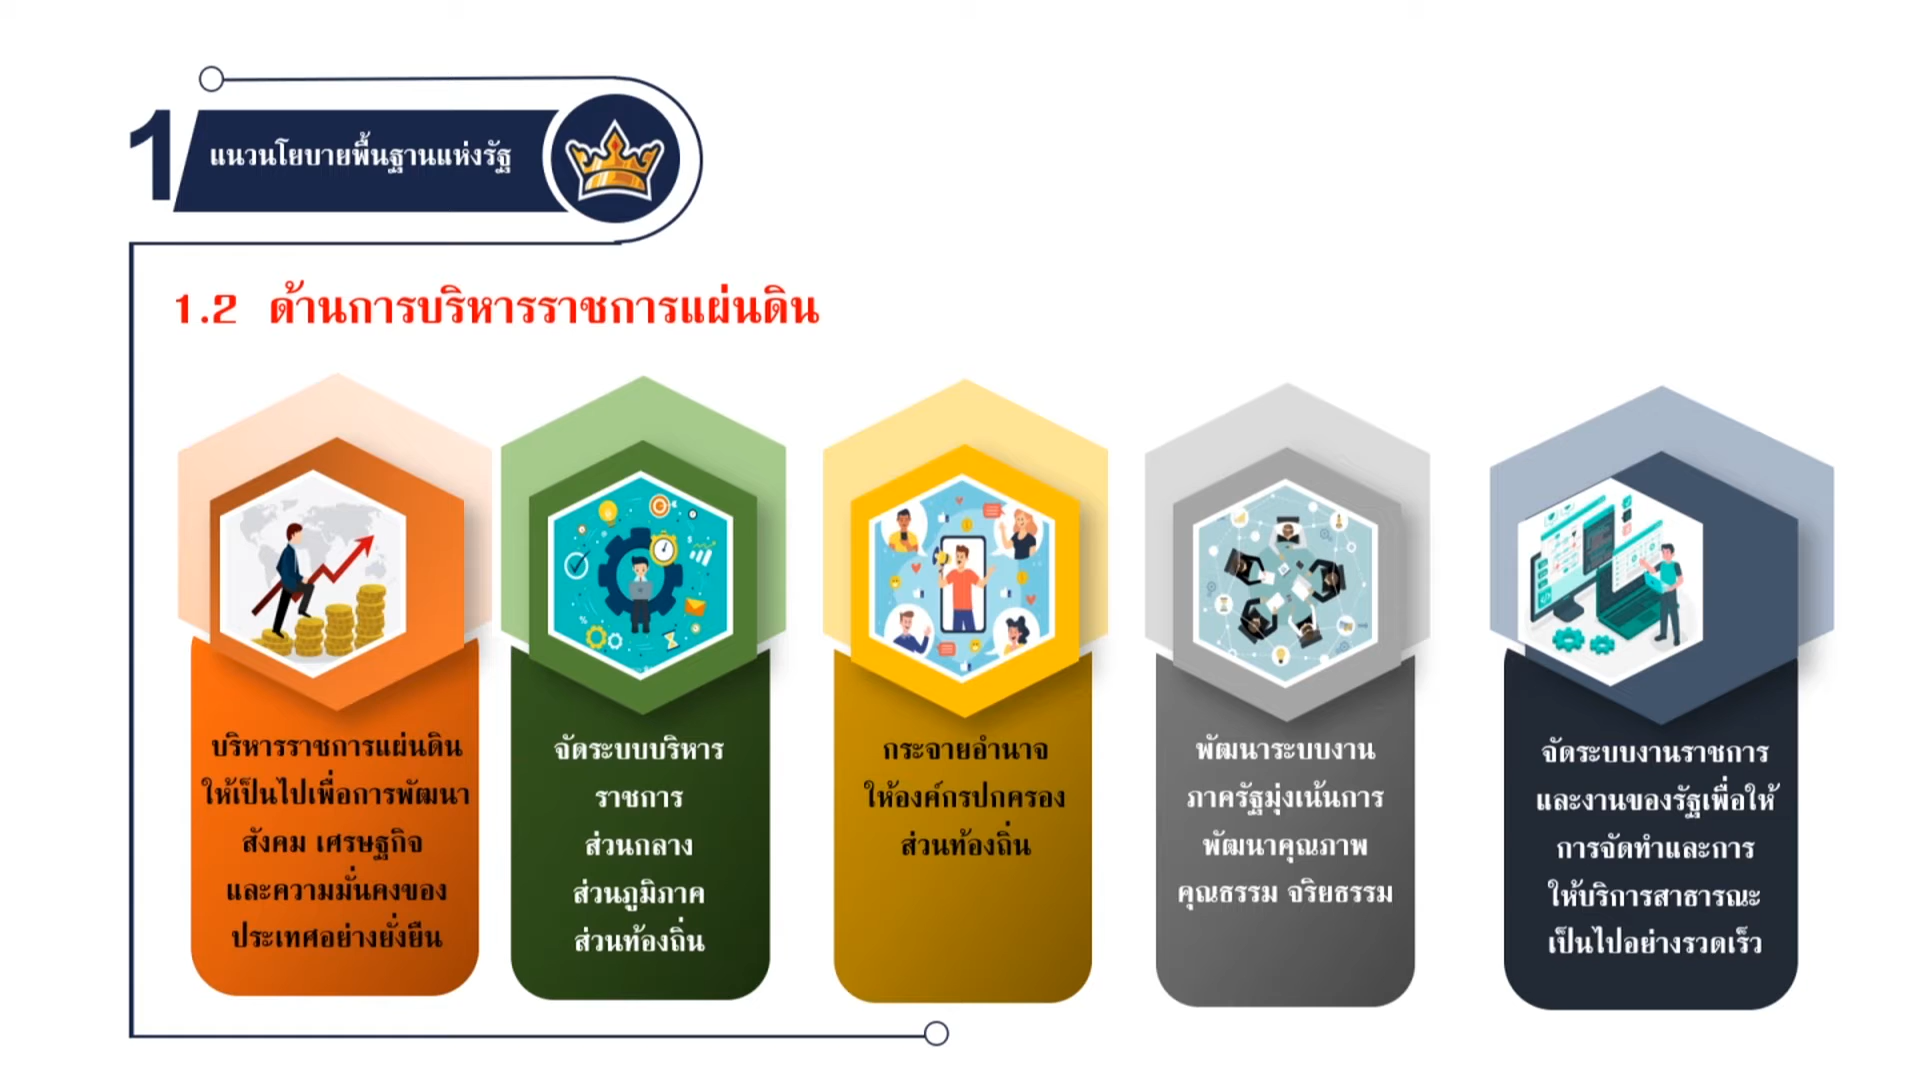 1
แนวนโยบายพื้นฐานแห่งรัฐ
1.2 ด้านการบริหารราชการแผ่นดิน
บริหารราชการแผ่นดิน
ให้เป็นไปเพื่อการพัฒนา
สังคม เศรษฐกิจ
และความมั่นคงของ
ประเทศอย่างยั่งยืน
จัดระบบบริหาร
ราชการ
ส่วนกลาง
ส่วนภูมิภาค
ส่วนท้องถิ่น
กระจายอำนาจ
ให้องค์กรปกครอง
ส่วนท้องถิ่น
พัฒนาระบบงาน
ภาครัฐมุ่งเน้นการ
พัฒนาคุณภาพ
คุณธรรม จริยธรรม
จัดระบบงานราชการ
และงานของรัฐเพื่อให้
การจัดทำและการ
ให้บริการสาธารณะ
เป็นไปอย่างรวดเร็ว